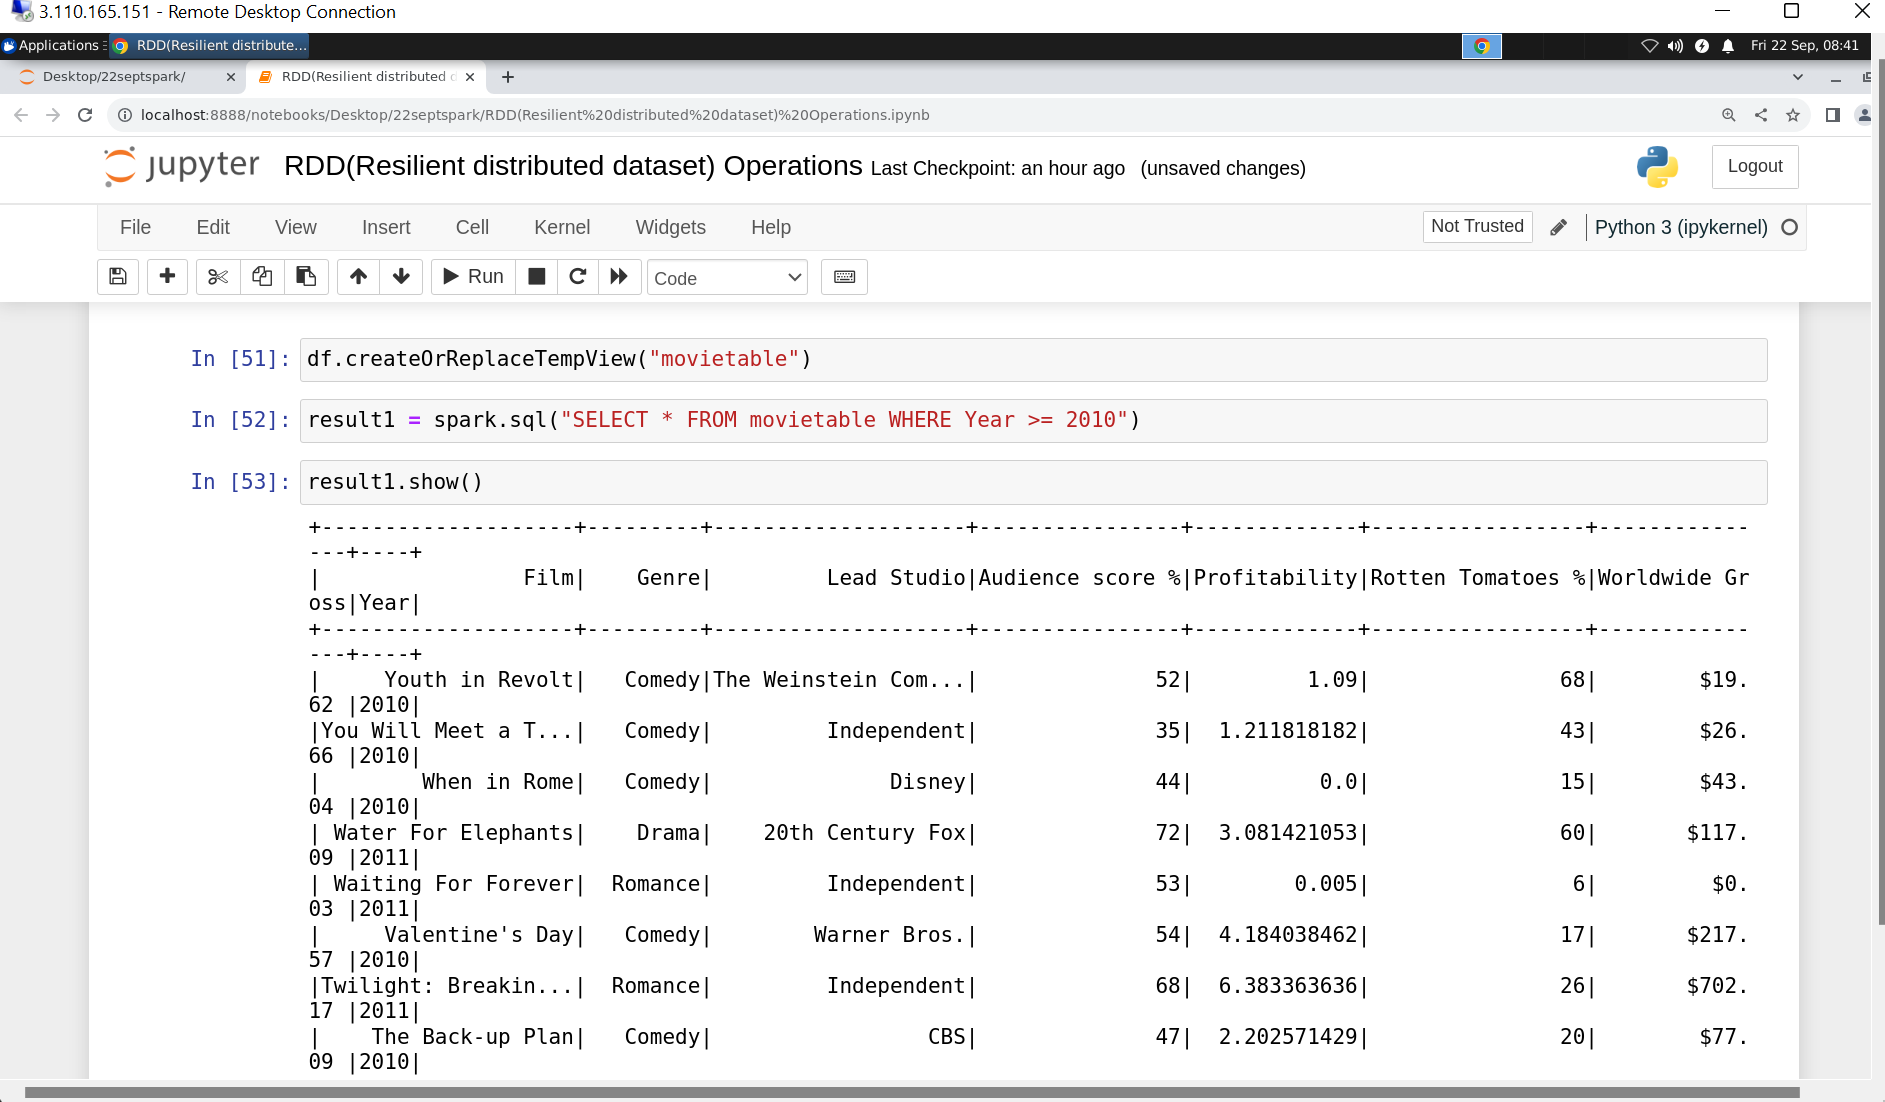 3.110.165.151 - Remote Desktop Connection
Applications RDD(Resilient distribute... Fri 22 Sep, 08:41
Desktop/22septspark/ RDD(Resilient distributed
localhost:8888/notebooks/Desktop/22septspark/RDD(Resilient%20distributed%20dataset)%20Operations.ipynb
jupyter RDD(Resilient distributed dataset) Operations Last Checkpoint: an hour ago (unsaved changes) Logout
File Edit View Insert Cell Kernel Widgets Help Not Trusted Python 3 (ipykernel)
Run Code
In [51]: df.createOrReplaceTempView("movietable")
In [52]: result1 = spark.sql("SELECT * FROM movietable WHERE Year >= 2010")
In [53]: result1.show()
+--------------------+---------+--------------------+----------------+-------------+-----------------+------------
---+----+
|                Film|    Genre|         Lead Studio|Audience score %|Profitability|Rotten Tomatoes %|Worldwide Gr
oss|Year|
+--------------------+---------+--------------------+----------------+-------------+-----------------+------------
---+----+
|     Youth in Revolt|   Comedy|The Weinstein Com...|              52|         1.09|               68|        $19.
62 |2010|
|You Will Meet a T...|   Comedy|         Independent|              35|  1.211818182|               43|        $26.
66 |2010|
|        When in Rome|   Comedy|              Disney|              44|          0.0|               15|        $43.
04 |2010|
| Water For Elephants|    Drama|    20th Century Fox|              72|  3.081421053|               60|       $117.
09 |2011|
| Waiting For Forever|  Romance|         Independent|              53|        0.005|                6|         $0.
03 |2011|
|     Valentine's Day|   Comedy|        Warner Bros.|              54|  4.184038462|               17|       $217.
57 |2010|
|Twilight: Breakin...|  Romance|         Independent|              68|  6.383363636|               26|       $702.
17 |2011|
|    The Back-up Plan|   Comedy|                 CBS|              47|  2.202571429|               20|        $77.
09 |2010|